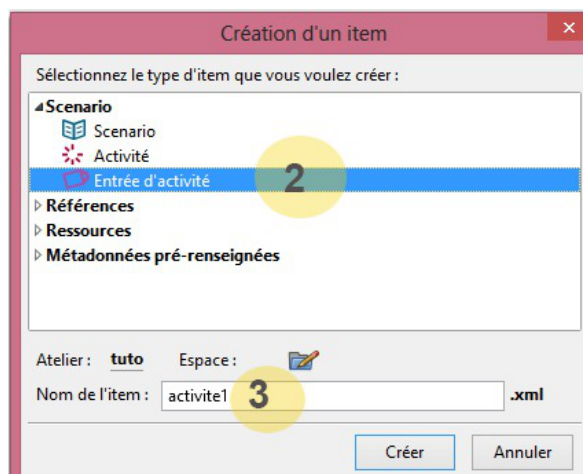 Création d'un item
×
Sélectionnez le type d'item que vous voulez créer :
Scenario
Scenario
Activité
Entrée d'activité
2
Références
Ressources
Métadonnées pré-renseignées
Atelier : tuto Espace :
Nom de l'item : activite1 3 .xml
Créer Annuler